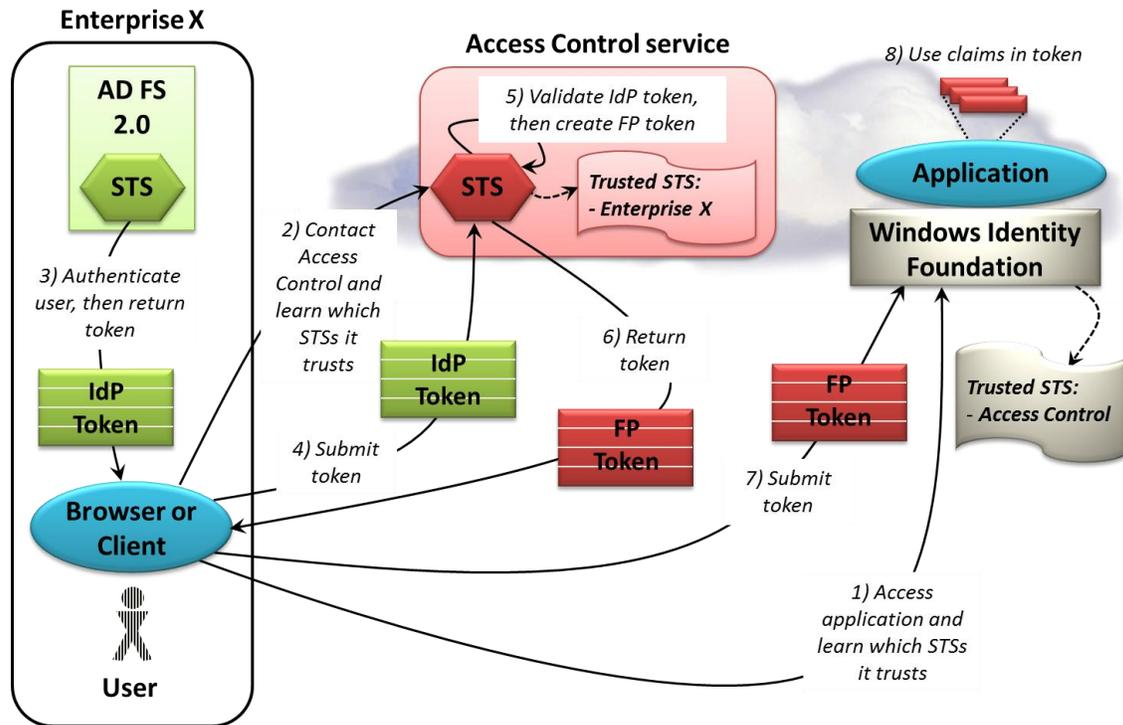 Enterprise X
AD FS
2.0
STS
3) Authenticate
user, then return
token
IdP
Token
Browser or
Client
User
Access Control service
5) Validate IdP token,
then create FP token
STS
Trusted STS:
- Enterprise X
2) Contact
Access
Control and
learn which
STSs it
trusts
IdP
Token
4) Submit
token
6) Return
token
FP
Token
8) Use claims in token
Application
Windows Identity
Foundation
FP
Token
7) Submit
token
Trusted STS:
- Access Control
1) Access
application and
learn which STSs
it trusts